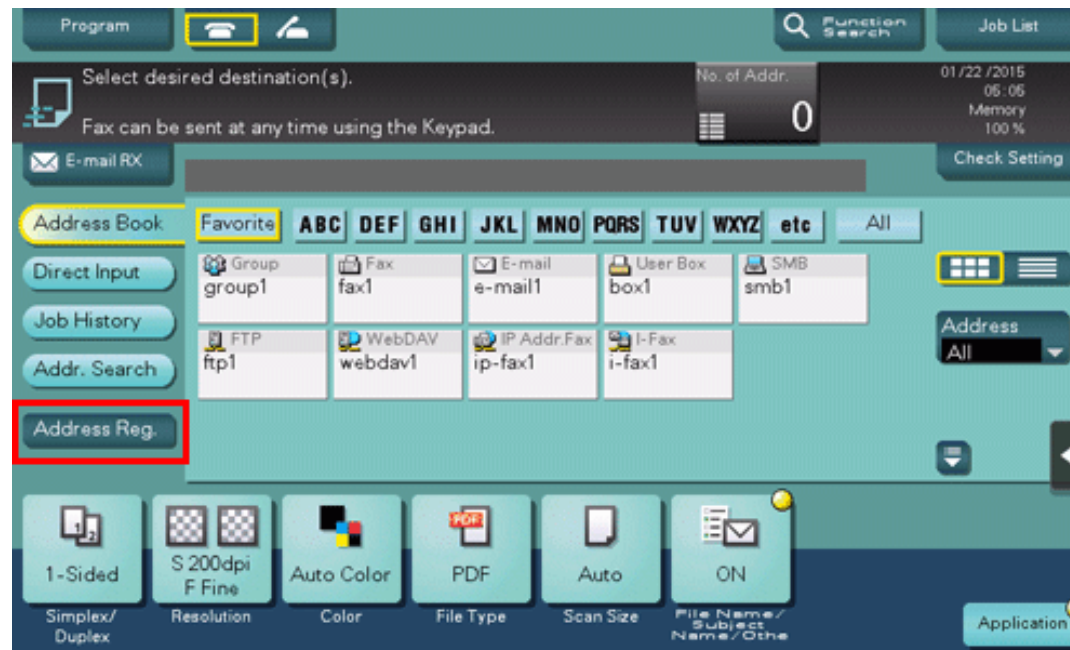 Program
Function
Search
Job List
Select desired destination(s).
Fax can be sent at any time using the Keypad.
No. of Addr.
0
01/22/2015
05:05
Memory
100 %
E-mail RX
Check Setting
Address Book
Favorite ABC DEF GHI JKL MNO PQRS TUV WXYZ etc All
Direct Input
Job History
Addr. Search
Address Reg.
Group
group1
Fax
fax1
E-mail
e-mail1
User Box
box1
SMB
smb1
FTP
ftp1
WebDAV
webdav1
IP Addr.Fax
ip-fax1
I-Fax
i-fax1
Address
All
1 2
1-Sided
S 200dpi
F Fine
Auto Color
PDF
PDF
Auto
ON
Simplex/
Duplex
Resolution
Color
File Type
Scan Size
File Name/
Subject
Name/Othe
Application